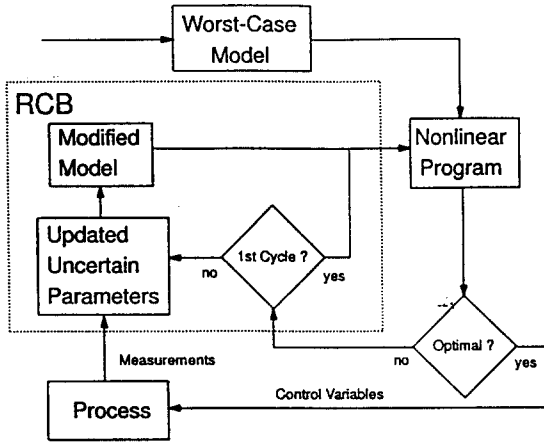 Worst-Case
Model
RCB
Modified
Model
Nonlinear
Program
Updated
Uncertain
Parameters
1st Cycle ?
no
yes
Optimal ?
no
yes
Measurements
Control Variables
Process